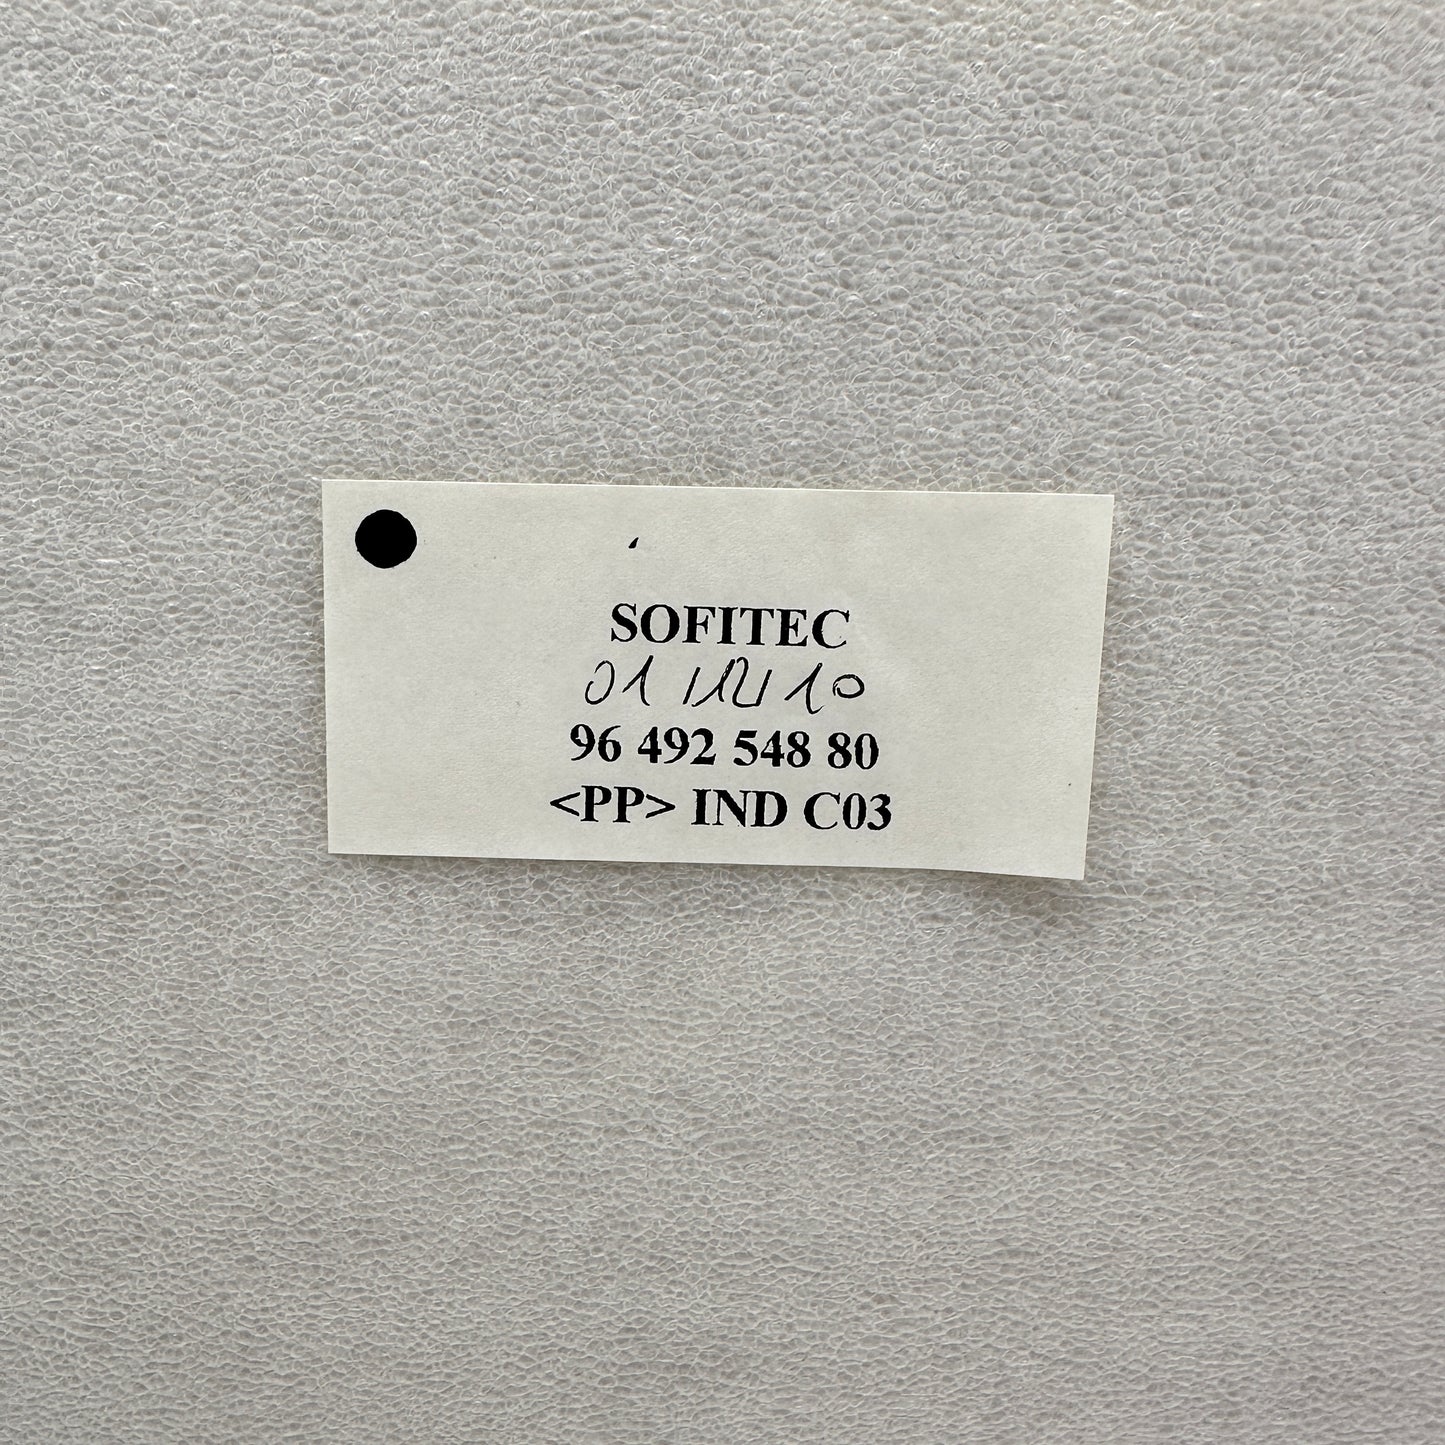 SOFITEC
01/12/10
96 492 548 80
<PP> IND C03